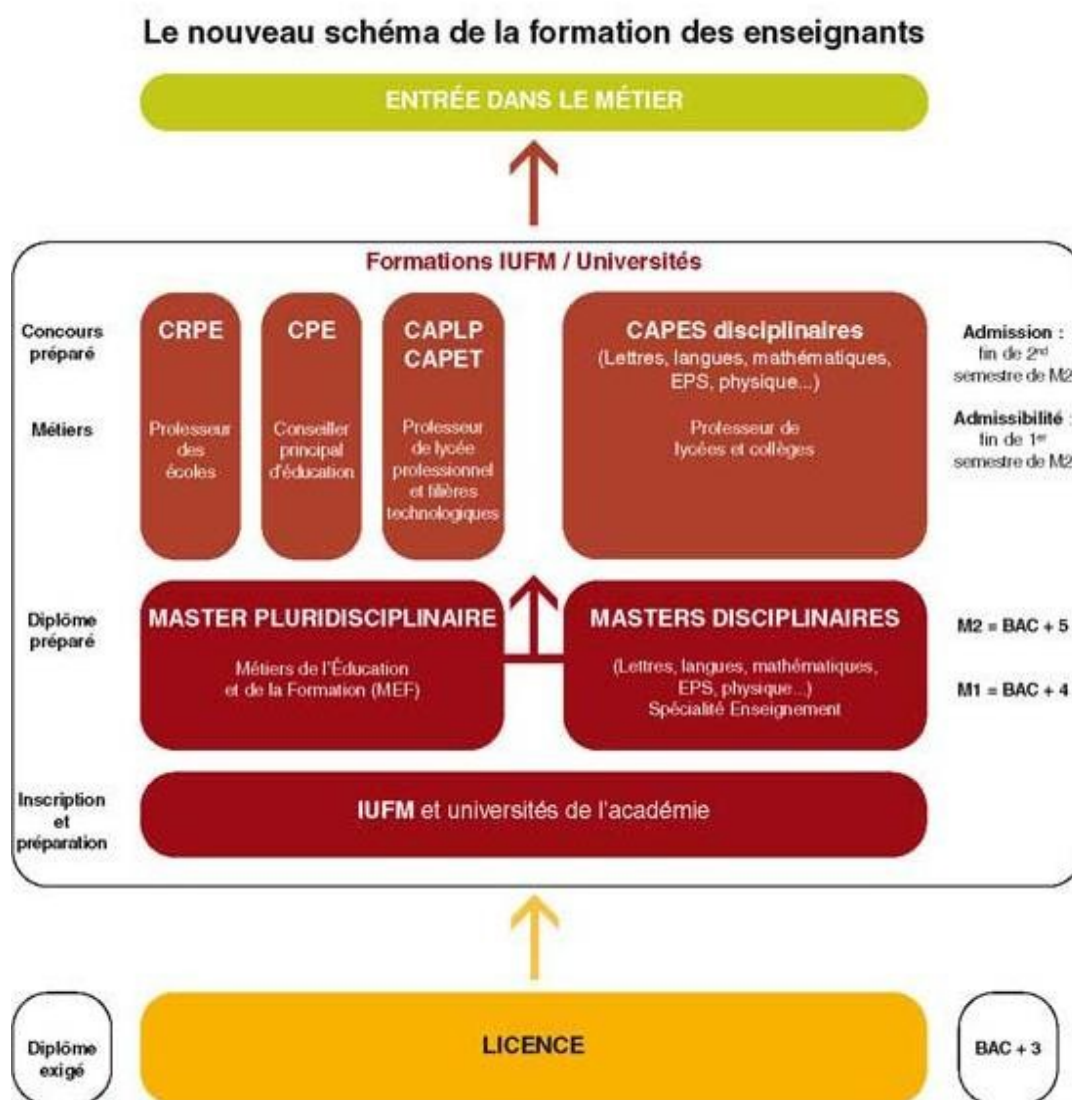 Le nouveau schéma de la formation des enseignants
ENTRÉE DANS LE MÉTIER
Formations IUFM / Universités
Concours
préparé
CRPE
CPE
CAPLP
CAPET
CAPES disciplinaires
(Lettres, langues, mathématiques,
EPS, physique...)
Admission :
fin de 2nd
semestre de M2
Métiers
Professeur
des
écoles
Conseiller
principal
d'éducation
Professeur
de lycée
professionnel
et filières
technologiques
Professeur de
lycées et collèges
Admissibilité :
fin de 1er
semestre de M2
Diplôme
préparé
MASTER PLURIDISCIPLINAIRE
Métiers de l'Éducation
et de la Formation (MEF)
MASTERS DISCIPLINAIRES
(Lettres, langues, mathématiques,
EPS, physique...)
Spécialité Enseignement
M2 = BAC + 5
M1 = BAC + 4
Inscription
et
préparation
IUFM et universités de l'académie
Diplôme
exigé
LICENCE
BAC + 3